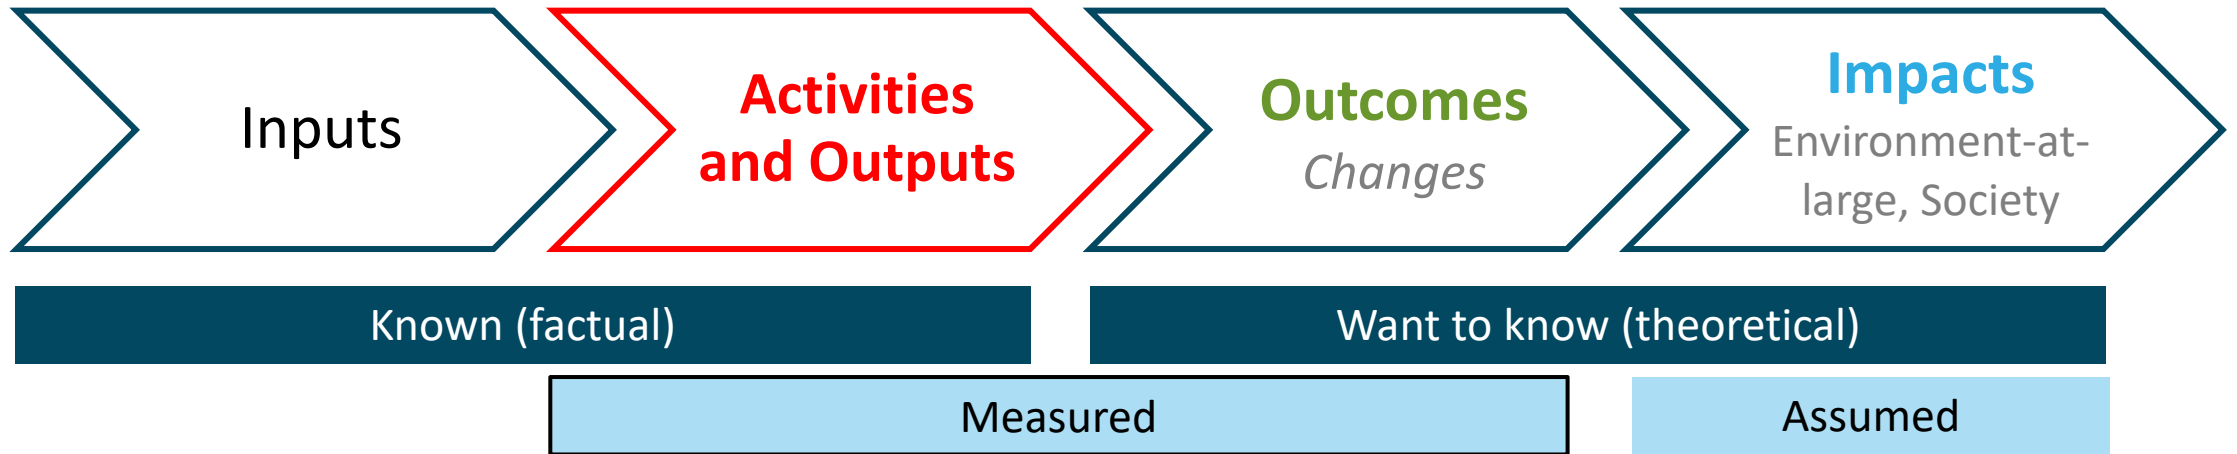 Inputs
Activities
and Outputs
Outcomes
Changes
Impacts
Environment-at-
large, Society
Known (factual)
Want to know (theoretical)
Measured
Assumed